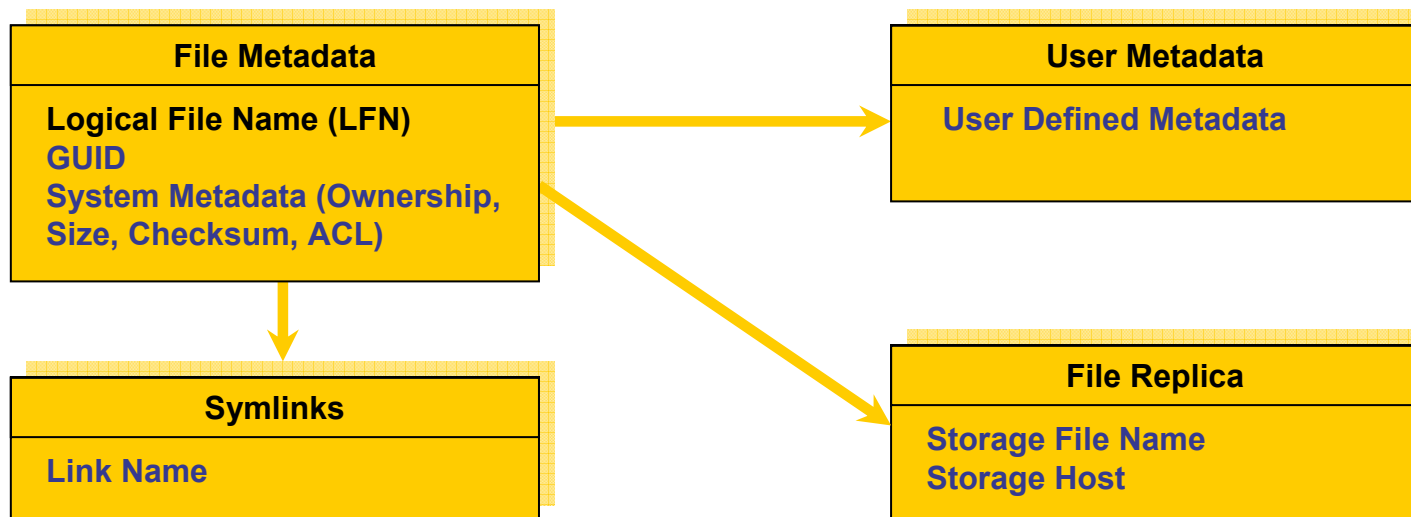 File Metadata
Logical File Name (LFN)
GUID
System Metadata (Ownership,
Size, Checksum, ACL)
User Metadata
User Defined Metadata
Symlinks
Link Name
File Replica
Storage File Name
Storage Host